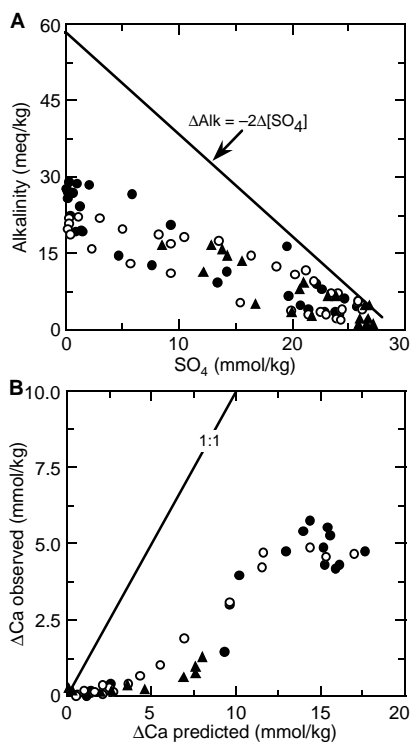 A
60
45
30
15
0
Alkalinity (meq/kg)
ΔAlk = –2Δ[SO4]
0 10 20 30
SO4 (mmol/kg)
B
10.0
7.5
5.0
2.5
0
ΔCa observed (mmol/kg)
1:1
0 5 10 15 20
ΔCa predicted (mmol/kg)